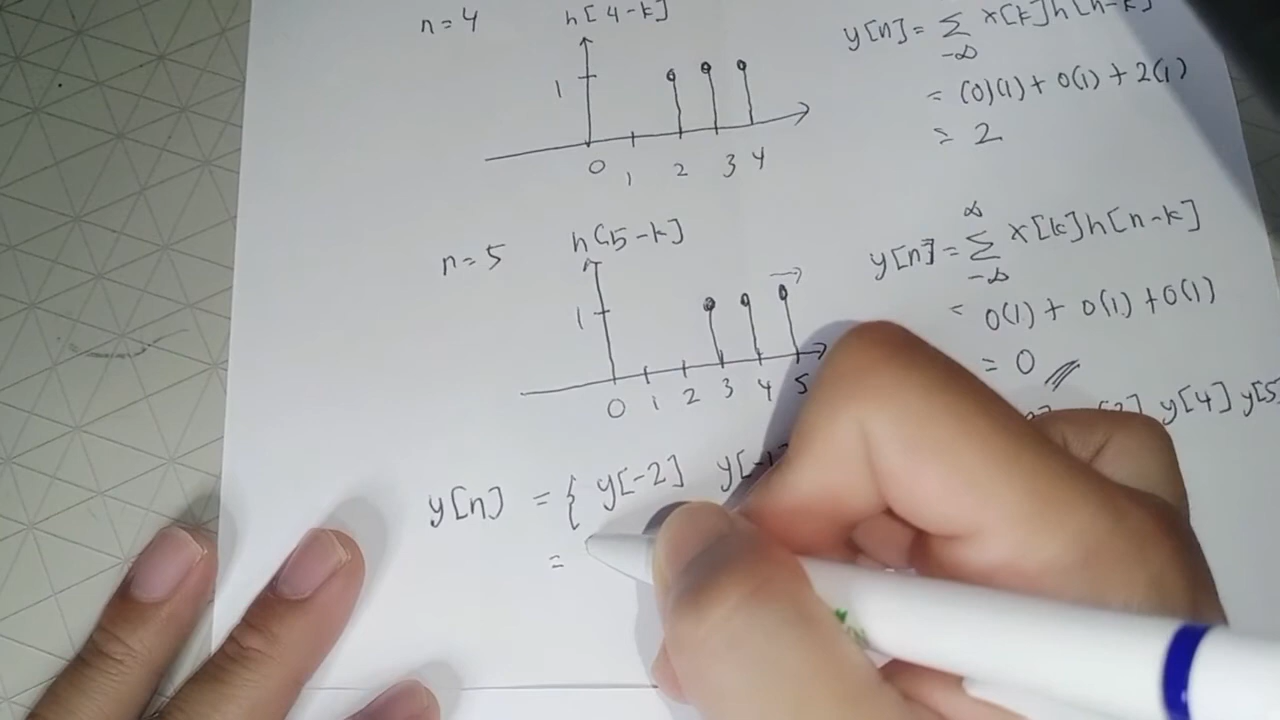 n=4 h[4-k]
1
0 1 2 3 4
y[n]= Σ x[k]h[n-k]
-∞
= (0)(1)+ 0(1) + 2(1)
= 2
n=5 h(5-k]
1
0 1 2 3 4 5
∞
y[n]= Σ x[k]h[n-k]
-∞
= 0(1) + 0(1) +0(1)
= 0
y[n] = { y[-2] y[-1 y[4] y[5]
=